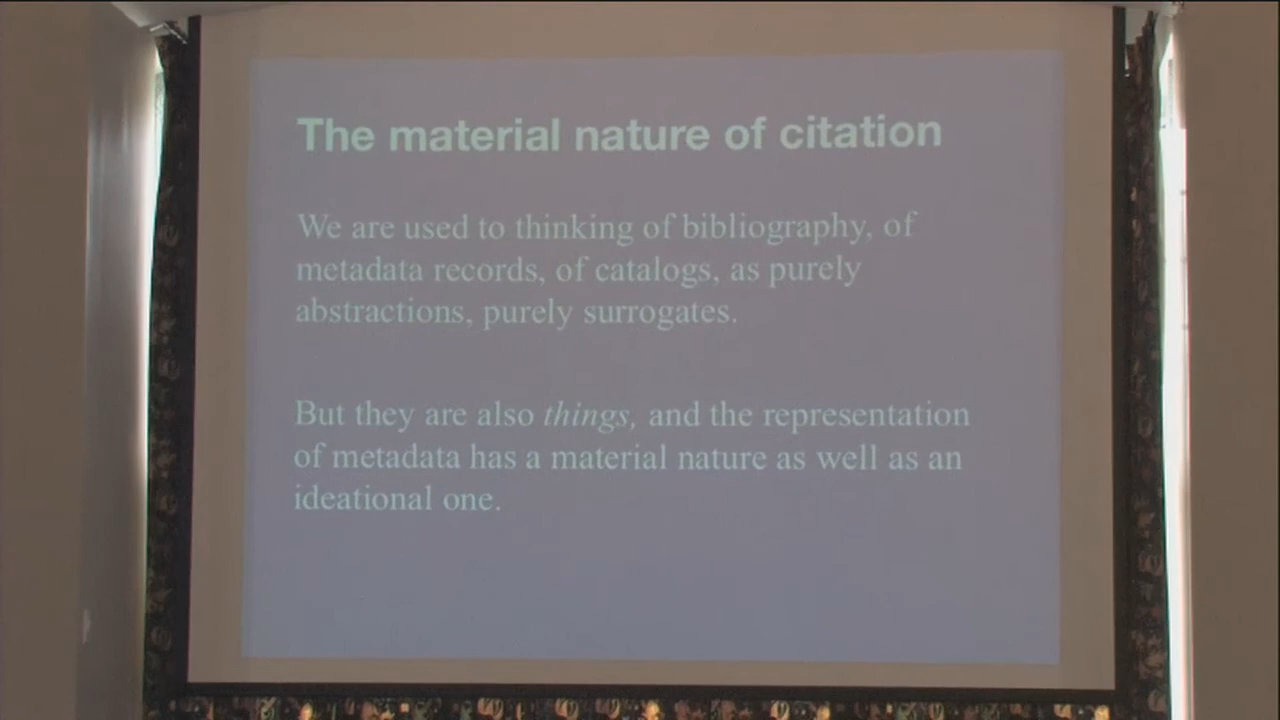 The material nature of citation
We are used to thinking of bibliography, of
metadata records, of catalogs, as purely
abstractions, purely surrogates.
But they are also things, and the representation
of metadata has a material nature as well as an
ideational one.